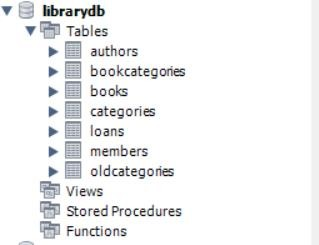 librarydb
Tables
authors
bookcategories
books
categories
loans
members
oldcategories
Views
Stored Procedures
Functions